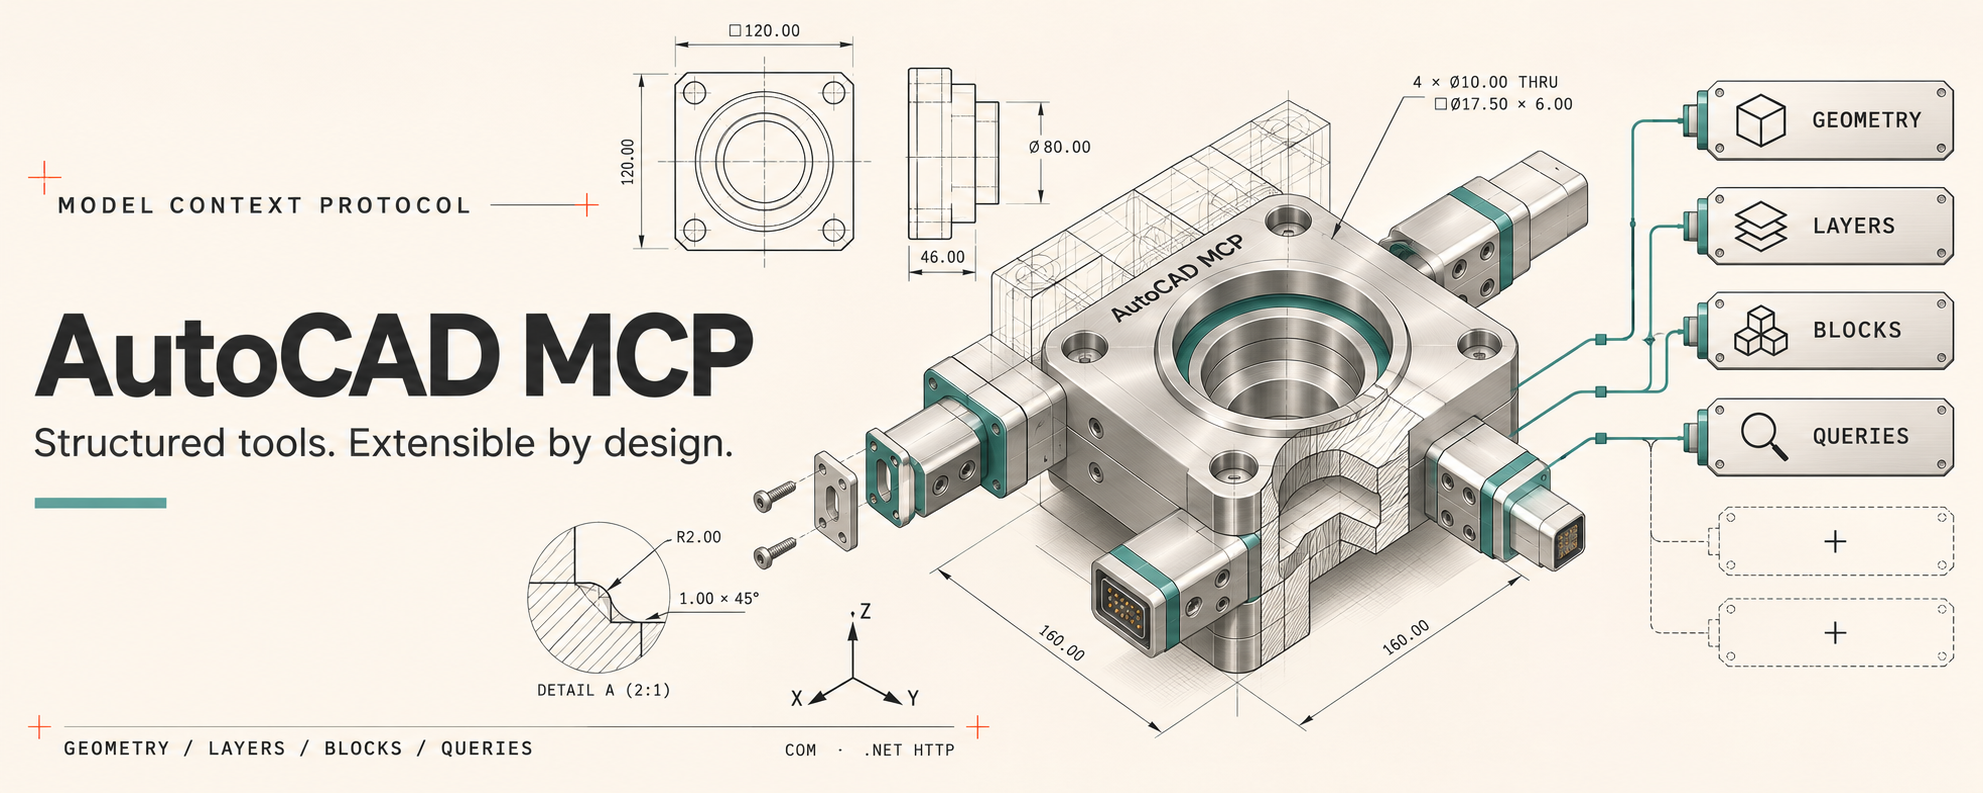 MODEL CONTEXT PROTOCOL
AutoCAD MCP
Structured tools. Extensible by design.
□120.00
120.00
46.00
Ø80.00
4 × Ø10.00 THRU
□Ø17.50 × 6.00
AutoCAD MCP
R2.00
1.00 × 45°
DETAIL A (2:1)
Z
X
Y
160.00
160.00
GEOMETRY
LAYERS
BLOCKS
QUERIES
+
+
GEOMETRY / LAYERS / BLOCKS / QUERIES
COM · .NET HTTP